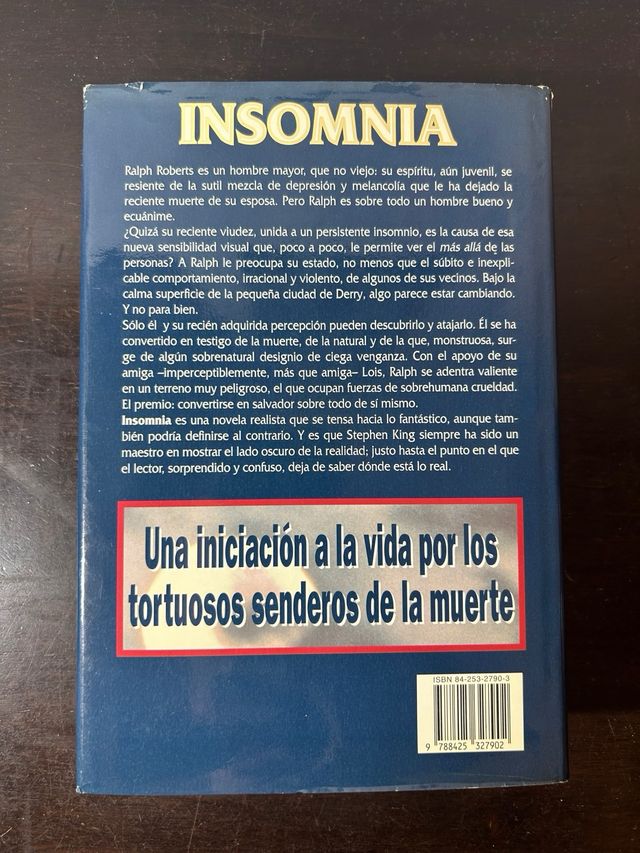 INSOMNIA
Ralph Roberts es un hombre mayor, que no viejo: su espíritu, aún juvenil, se
resiente de la sutil mezcla de depresión y melancolía que le ha dejado la
reciente muerte de su esposa. Pero Ralph es sobre todo un hombre bueno y
ecuánime.
¿Quizá su reciente viudez, unida a un persistente insomnio, es la causa de esa
nueva sensibilidad visual que, poco a poco, le permite ver el más allá de las
personas? A Ralph le preocupa su estado, no menos que el súbito e inexpli-
cable comportamiento, irracional y violento, de algunos de sus vecinos. Bajo la
calma superficie de la pequeña ciudad de Derry, algo parece estar cambiando.
Y no para bien.
Sólo él y su recién adquirida percepción pueden descubrirlo y atajarlo. Él se ha
convertido en testigo de la muerte, de la natural y de la que, monstruosa, sur-
ge de algún sobrenatural designio de ciega venganza. Con el apoyo de su
amiga –imperceptiblemente, más que amiga– Lois, Ralph se adentra valiente
en un terreno muy peligroso, el que ocupan fuerzas de sobrehumana crueldad.
El premio: convertirse en salvador sobre todo de sí mismo.
Insomnia es una novela realista que se tensa hacia lo fantástico, aunque tam-
bién podría definirse al contrario. Y es que Stephen King siempre ha sido un
maestro en mostrar el lado oscuro de la realidad; justo hasta el punto en el que
el lector, sorprendido y confuso, deja de saber dónde está lo real.
Una iniciación a la vida por los
tortuosos senderos de la muerte
ISBN 84-253-2790-3
9 788425 327902